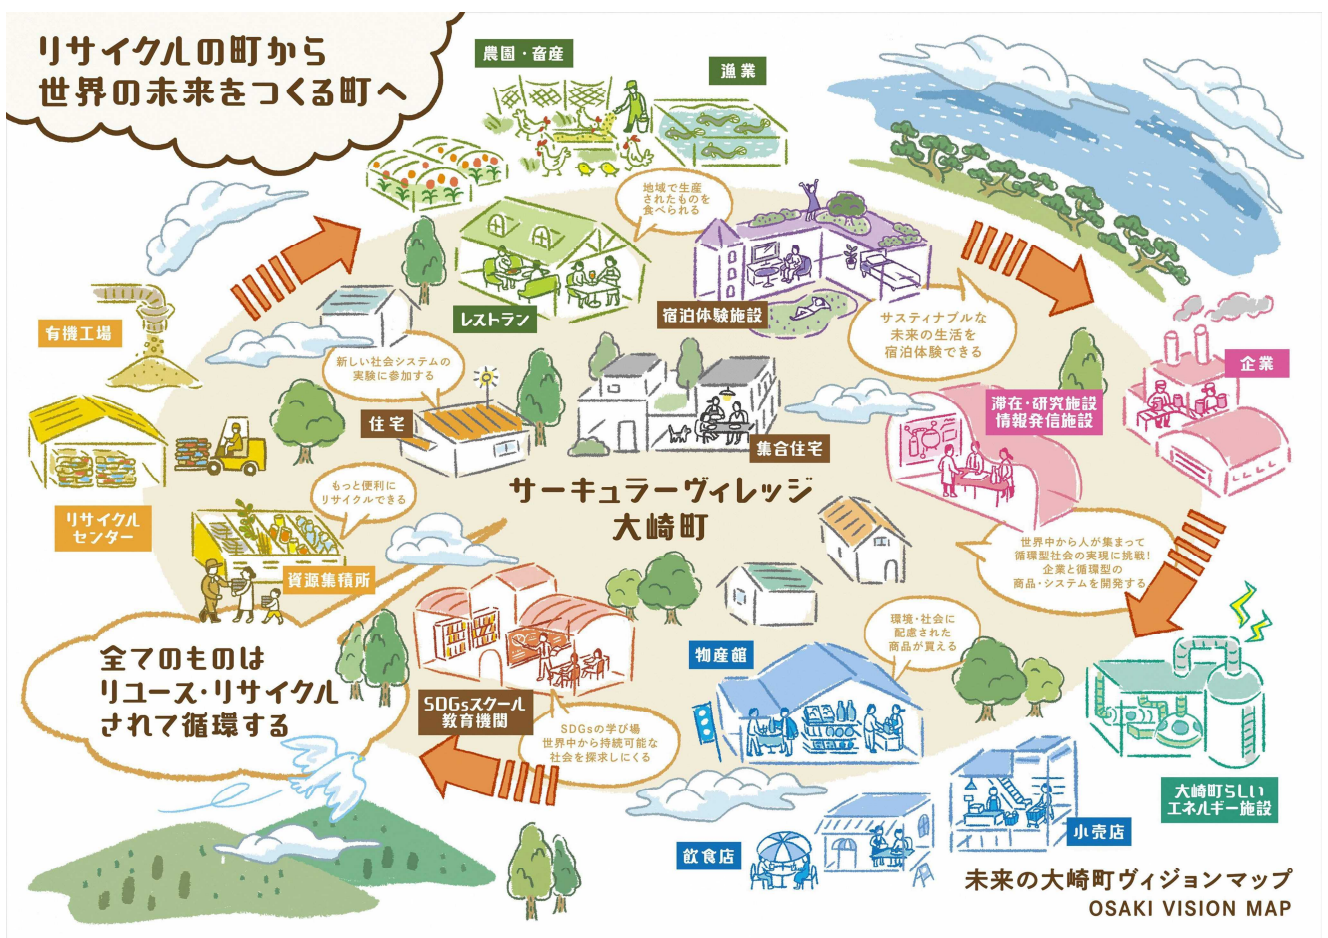 リサイクルの町から
世界の未来をつくる町へ
農園・畜産
漁業
地域で生産
されたものを
食べられる
有機工場
レストラン
宿泊体験施設
サスティナブルな
未来の生活を
宿泊体験できる
企業
新しい社会システムの
実験に参加する
住宅
集合住宅
滞在・研究施設
情報発信施設
もっと便利に
リサイクルできる
サーキュラーヴィレッジ
大崎町
リサイクル
センター
資源集積所
世界中から人が集まって
循環型社会の実現に挑戦!
企業と循環型の
商品・システムを開発する
環境・社会に
配慮された
商品が買える
物産館
全てのものは
リユース・リサイクル
されて循環する
SDGsスクール
教育機関
SDGsの学び場
世界中から持続可能な
社会を探求しにくる
大崎町らしい
エネルギー施設
小売店
飲食店
未来の大崎町ヴィジョンマップ
OSAKI VISION MAP